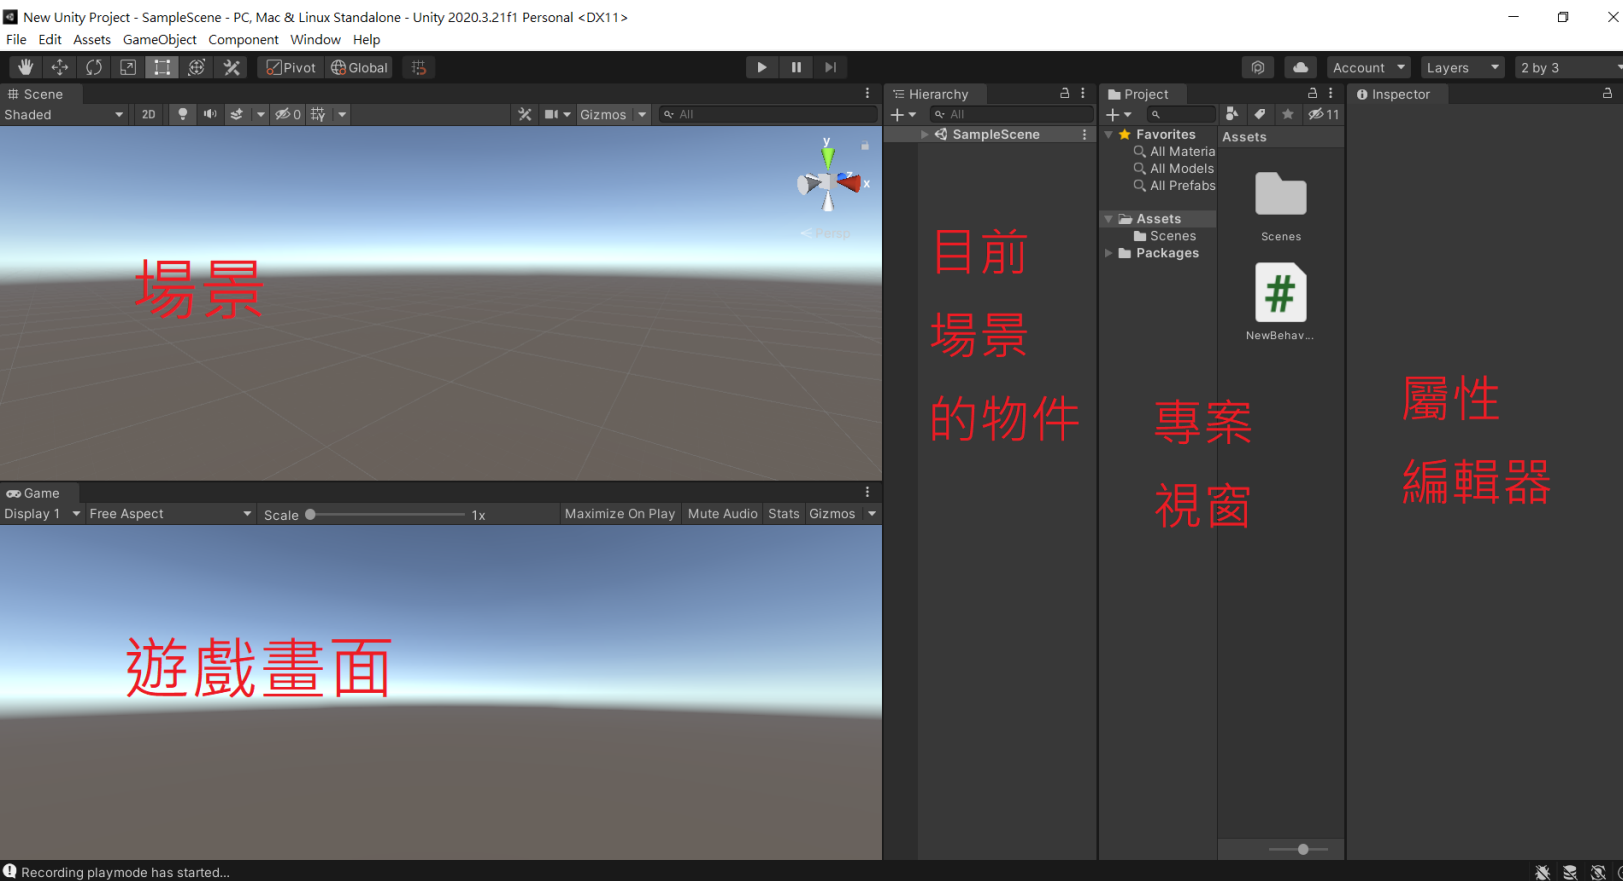 New Unity Project - SampleScene - PC, Mac & Linux Standalone - Unity 2020.3.21f1 Personal <DX11>
File Edit Assets GameObject Component Window Help
Pivot Global Account Layers 2 by 3
Scene
Shaded 2D 0 Gizmos All
y
x
z
Persp
場景
Game
Display 1 Free Aspect Scale 1x Maximize On Play Mute Audio Stats Gizmos
遊戲畫面
Hierarchy
All
SampleScene
目前
場景
的物件
Project
11
Favorites
All Materia
All Models
All Prefabs
Assets
Scenes
Packages
Assets
Scenes
#
NewBehav...
專案
視窗
Inspector
屬性
編輯器
Recording playmode has started...